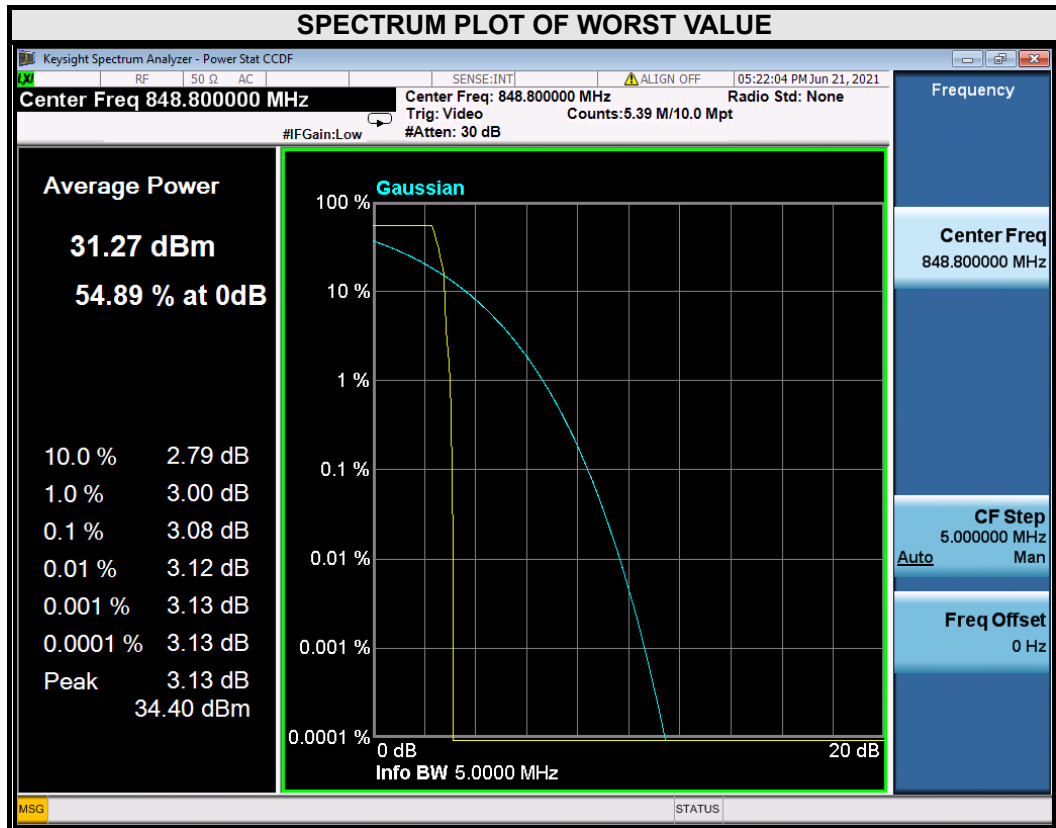 SPECTRUM PLOT OF WORST VALUE
Keysight Spectrum Analyzer - Power Stat CCDF
LXI RF 50 Ω AC SENSE:INT ALIGN OFF 05:22:04 PM Jun 21, 2021
Center Freq 848.800000 MHz
#IFGain:Low
Center Freq: 848.800000 MHz Radio Std: None
Trig: Video Counts:5.39 M/10.0 Mpt
#Atten: 30 dB
Average Power
31.27 dBm
54.89 % at 0dB
10.0 % 2.79 dB
1.0 % 3.00 dB
0.1 % 3.08 dB
0.01 % 3.12 dB
0.001 % 3.13 dB
0.0001 % 3.13 dB
Peak 3.13 dB
34.40 dBm
Gaussian
100 %
10 %
1 %
0.1 %
0.01 %
0.001 %
0.0001 %
0 dB 20 dB
Info BW 5.0000 MHz
Frequency
Center Freq
848.800000 MHz
CF Step
5.000000 MHz
Auto Man
Freq Offset
0 Hz
MSG STATUS